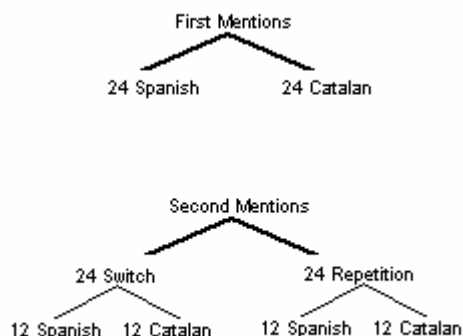 First Mentions
24 Spanish 24 Catalan
Second Mentions
24 Switch 24 Repetition
12 Spanish 12 Catalan 12 Spanish 12 Catalan